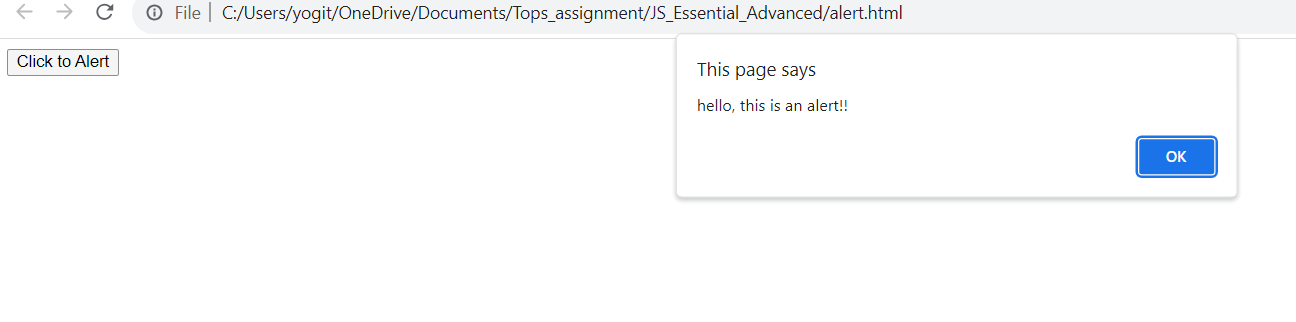 File | C:/Users/yogit/OneDrive/Documents/Tops_assignment/JS_Essential_Advanced/alert.html
Click to Alert
This page says
hello, this is an alert!!
OK